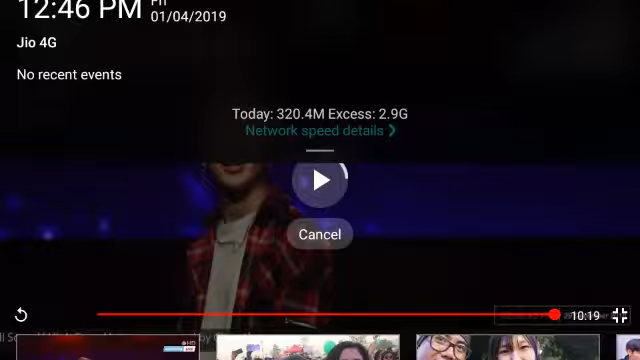 12:46 PM
Fri
01/04/2019
Jio 4G
No recent events
Today: 320.4M Excess: 2.9G
Network speed details ❯
Cancel
10:19